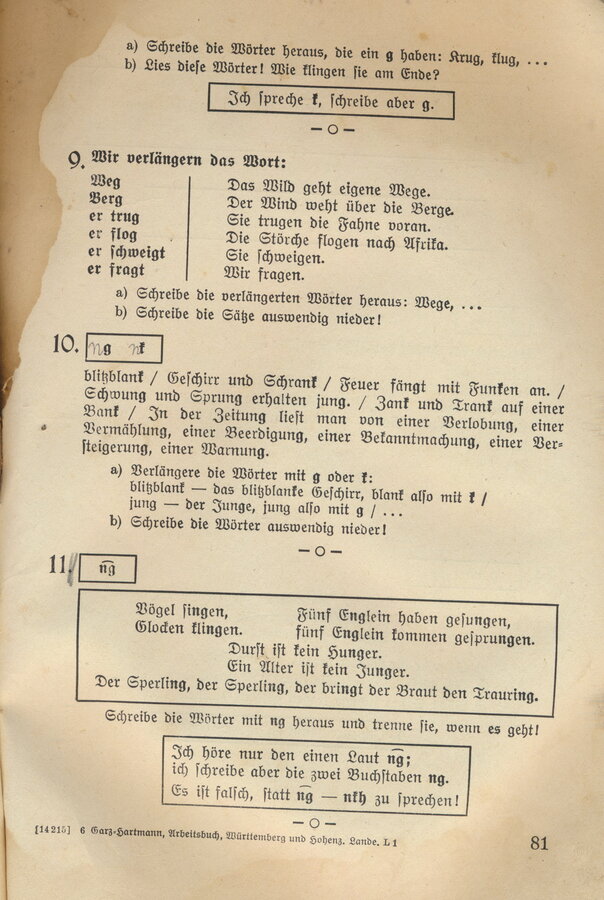 a) Schreibe die Wörter heraus, die ein g haben: Krug, klug, ...
b) Lies diese Wörter! Wie klingen sie am Ende?
Ich spreche k, schreibe aber g.
9. Wir verlängern das Wort:
Weg Das Wild geht eigene Wege.
Berg Der Wind weht über die Berge.
er trug Sie trugen die Fahne voran.
er flog Die Störche flogen nach Afrika.
er schweigt Sie schweigen.
er fragt Wir fragen.
a) Schreibe die verlängerten Wörter heraus: Wege, ...
b) Schreibe die Sätze auswendig nieder!
10. ng nk
blitzblank / Geschirr und Schrank / Feuer fängt mit Funken an. /
Schwung und Sprung erhalten jung. / Zank und Trank auf einer
Bank / In der Zeitung liest man von einer Verlobung, einer
Vermählung, einer Beerdigung, einer Bekanntmachung, einer Ver-
steigerung, einer Warnung.
a) Verlängere die Wörter mit g oder k:
blitzblank — das blitzblanke Geschirr, blank also mit k /
jung — der Junge, jung also mit g / ...
b) Schreibe die Wörter auswendig nieder!
11. n͞g
Vögel singen, Fünf Englein haben gesungen,
Glocken klingen. fünf Englein kommen gesprungen.
Durst ist kein Hunger.
Ein Alter ist kein Junger.
Der Sperling, der Sperling, der bringt der Braut den Trauring.
Schreibe die Wörter mit ng heraus und trenne sie, wenn es geht!
Ich höre nur den einen Laut n͞g;
ich schreibe aber die zwei Buchstaben ng.
Es ist falsch, statt n͞g — nkh zu sprechen!
[14215] 6 Garz-Hartmann, Arbeitsbuch, Württemberg und Hohenz. Lande. L 1
81